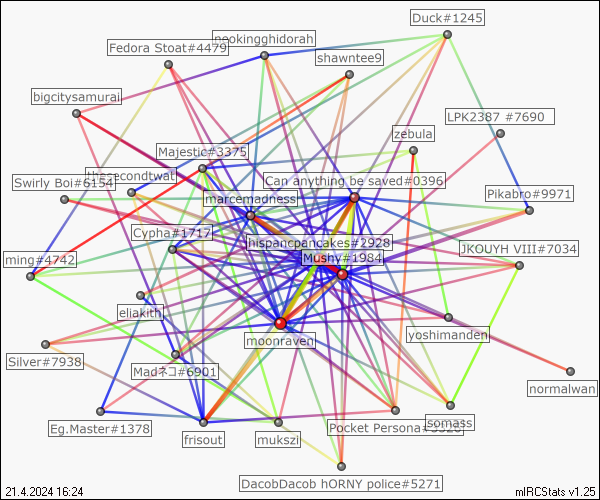 Duck#1245
nookingghidorah
Fedora Stoat#4479
shawntee9
bigcitysamurai
LPK2387 #7690
zebula
Majestic#3375
thesecondtwat
Swirly Boi#6154
Can anything be saved#0396
Pikabro#9971
marcemadness
Cypha#1717
hispancpancakes#2928
JKOUYH VIII#7034
Mushy#1984
ming#4742
eliakith
yoshimanden
moonraven
Silver#7938
Madネコ#6901
normalwan
somass
Eg.Master#1378
Pocket Persona
frisout
mukszi
DacobDacob hORNY police#5271
21.4.2024 16:24
mIRCStats v1.25